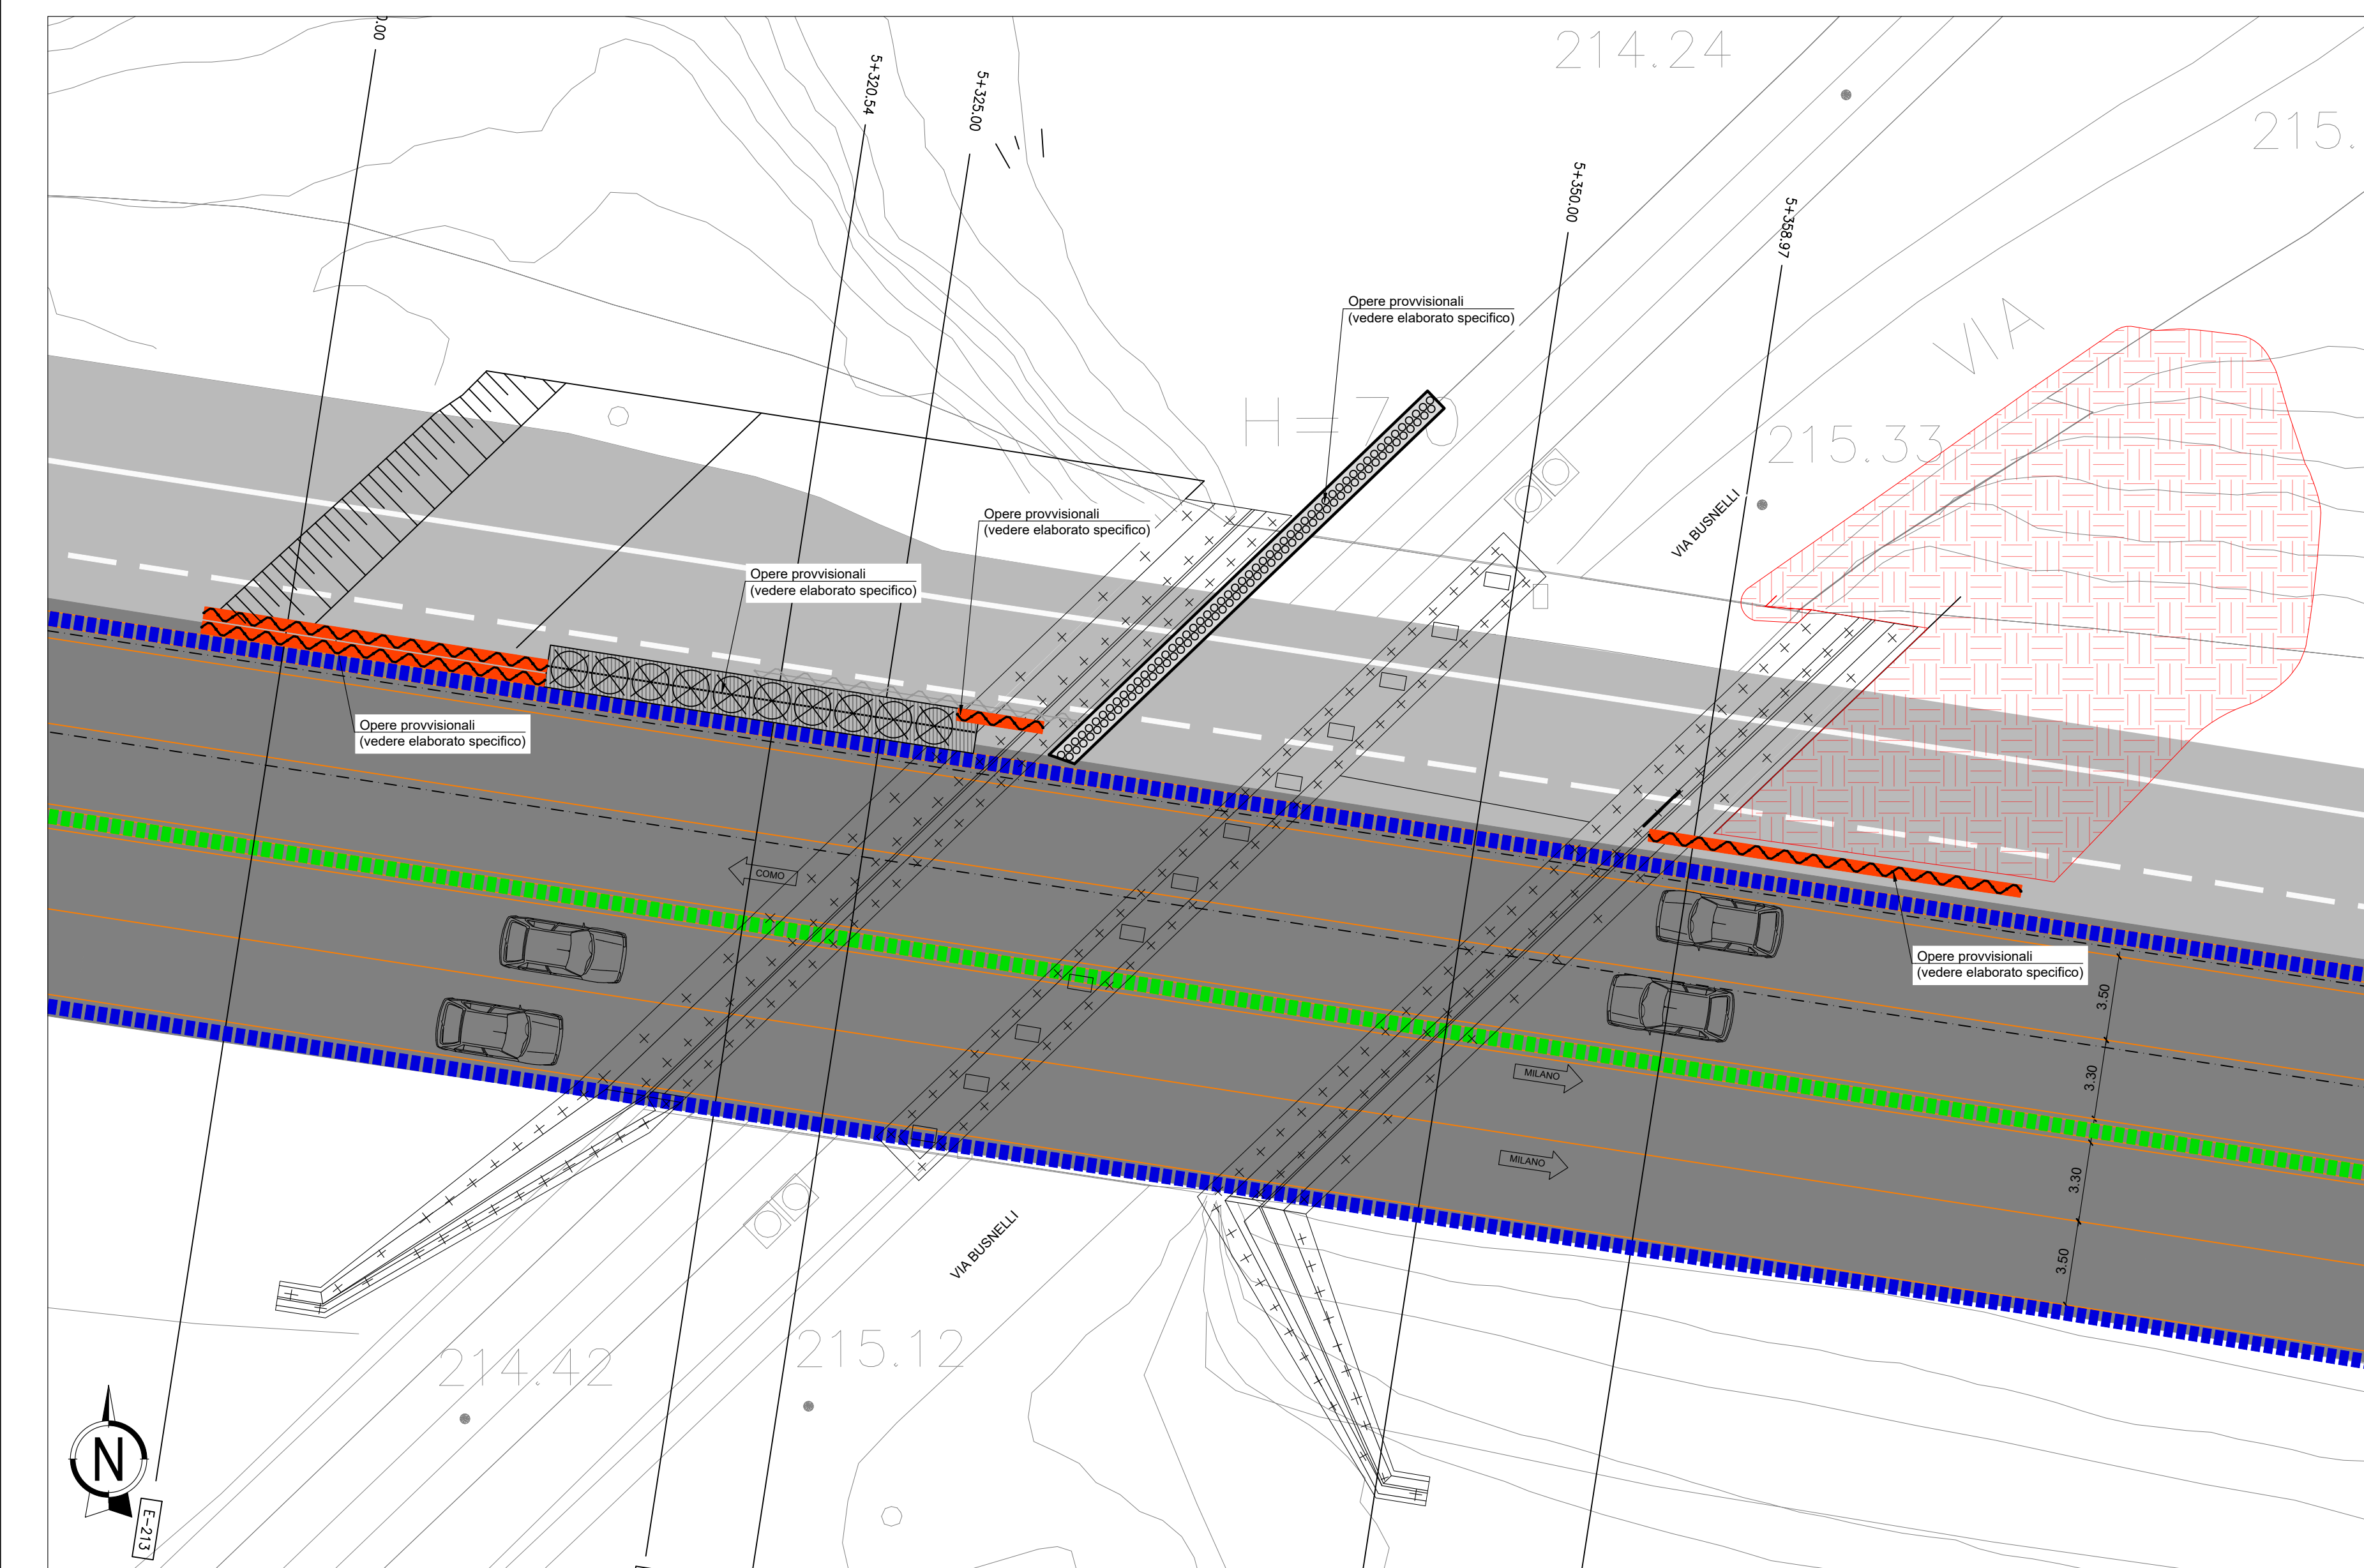 0.00
5+320.54
5+325.00
5+350.00
5+358.97
214.24
215.
VIA
Opere provvisionali
(vedere elaborato specifico)
215.33
VIA BUSNELLI
Opere provvisionali
(vedere elaborato specifico)
Opere provvisionali
(vedere elaborato specifico)
Opere provvisionali
(vedere elaborato specifico)
COMO
Opere provvisionali
(vedere elaborato specifico)
3.50
3.30
3.30
3.50
MILANO
MILANO
VIA BUSNELLI
214.42
215.12
N
E-213